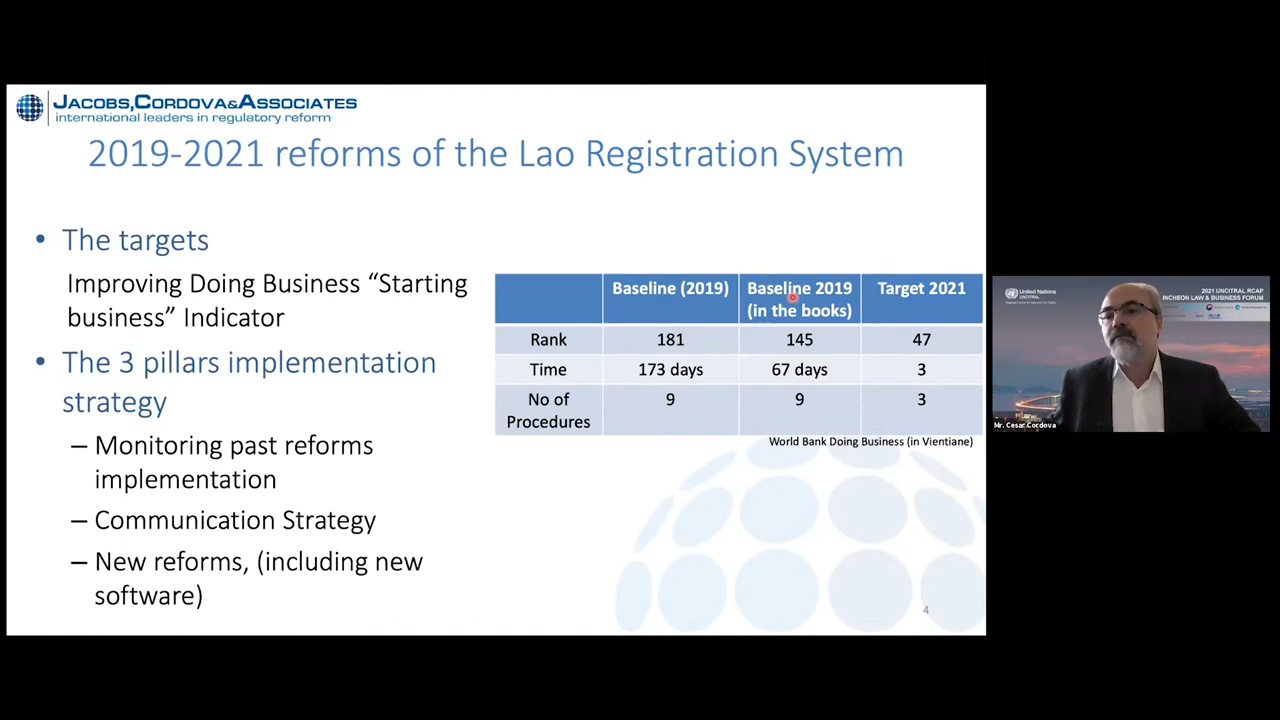 JACOBS,CORDOVA&ASSOCIATES
international leaders in regulatory reform
2019-2021 reforms of the Lao Registration System
• The targets
Improving Doing Business “Starting
business” Indicator
• The 3 pillars implementation
strategy
– Monitoring past reforms
implementation
– Communication Strategy
– New reforms, (including new
software)
Baseline (2019) Baseline 2019 Target 2021
(in the books)
Rank 181 145 47
Time 173 days 67 days 3
No of 9 9 3
Procedures
World Bank Doing Business (in Vientiane)
4
United Nations
UNCITRAL
2021 UNCITRAL RCAP
INCHEON LAW & BUSINESS FORUM
Mr. Cesar Cordova